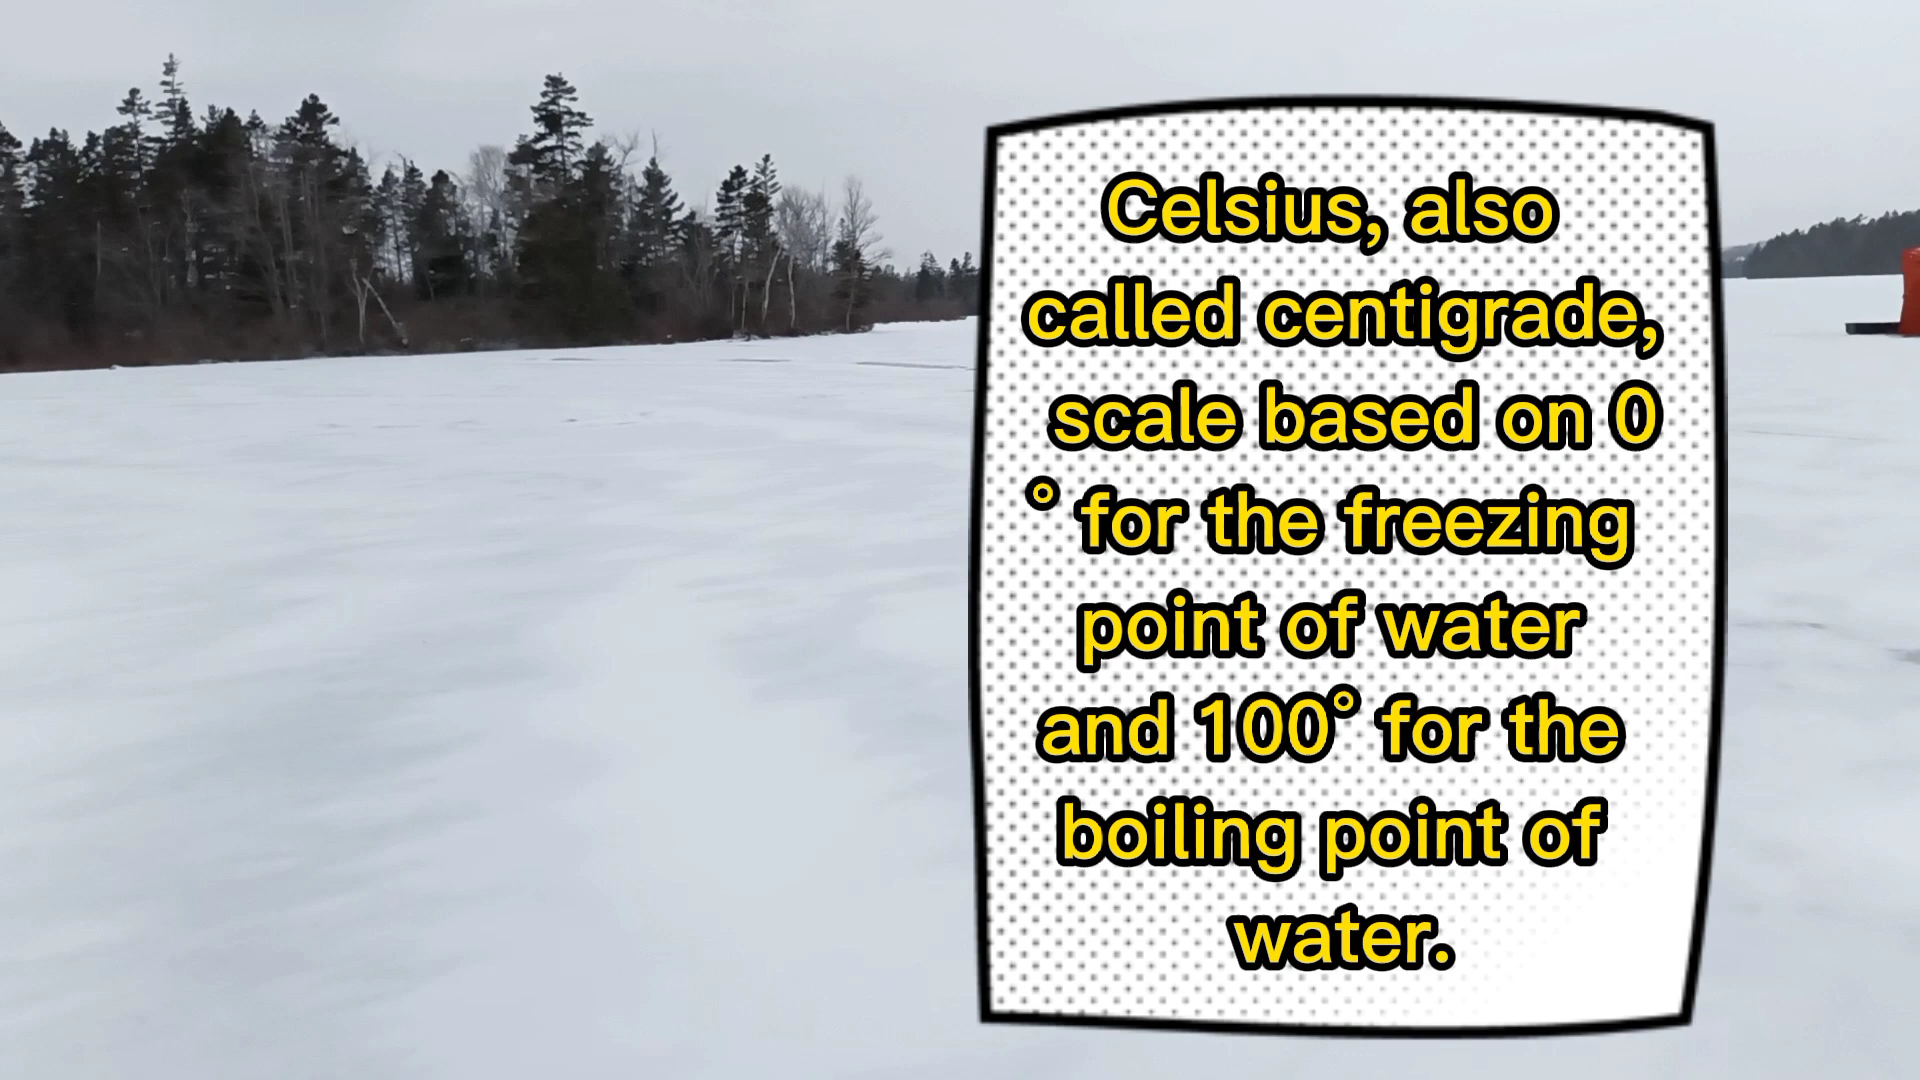 Celsius, also
called centigrade,
scale based on 0
° for the freezing
point of water
and 100° for the
boiling point of
water.